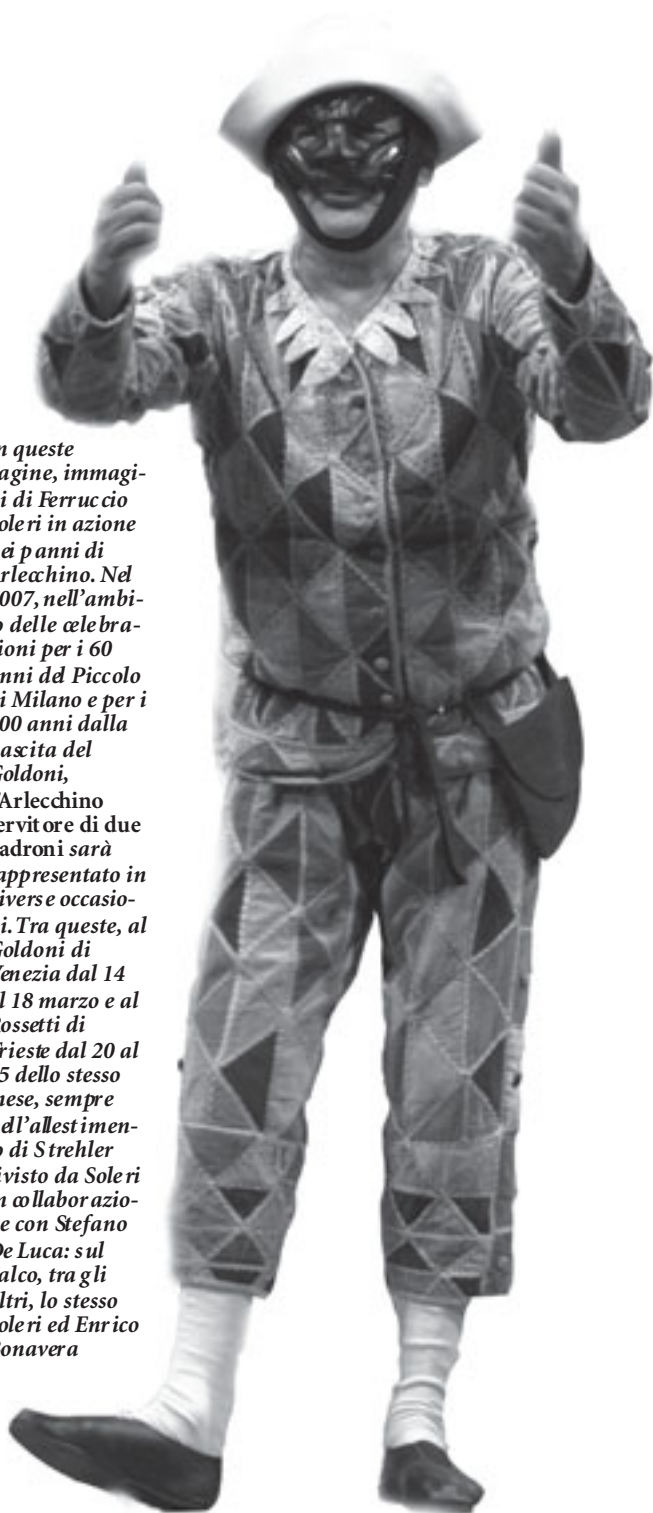 n queste
agine, immagi-
i di Ferruccio
oleri in azione
ei panni di
rlecchino. Nel
007, nell’ambi-
o delle celebra-
ioni per i 60
nni del Piccolo
i Milano e per i
00 anni dalla
ascita del
Goldoni,
’Arlecchino
ervitore di due
adroni sarà
appresentato in
iverse occasio-
i. Tra queste, al
Goldoni di
Venezia dal 14
l 18 marzo e al
Rossetti di
Trieste dal 20 al
5 dello stesso
mese, sempre
ell’allestimen-
o di Strehler
ivisto da Soleri
n collaborazio-
e con Stefano
De Luca: sul
alco, tra gli
ltri, lo stesso
oleri ed Enrico
Bonavera